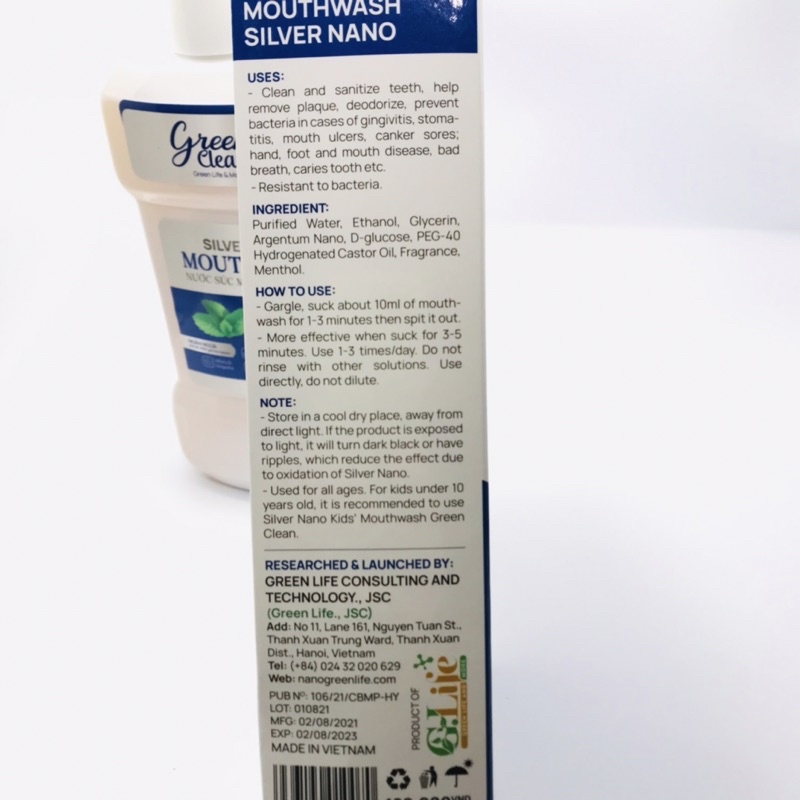 MOUTHWASH
SILVER NANO
USES:
- Clean and sanitize teeth, help
remove plaque, deodorize, prevent
bacteria in cases of gingivitis, stoma-
titis, mouth ulcers, canker sores;
hand, foot and mouth disease, bad
breath, caries tooth etc.
- Resistant to bacteria.
INGREDIENT:
Purified Water, Ethanol, Glycerin,
Argentum Nano, D-glucose, PEG-40
Hydrogenated Castor Oil, Fragrance,
Menthol.
HOW TO USE:
- Gargle, suck about 10ml of mouth-
wash for 1-3 minutes then spit it out.
- More effective when suck for 3-5
minutes. Use 1-3 times/day. Do not
rinse with other solutions. Use
directly, do not dilute.
NOTE:
- Store in a cool dry place, away from
direct light. If the product is exposed
to light, it will turn dark black or have
ripples, which reduce the effect due
to oxidation of Silver Nano.
- Used for all ages. For kids under 10
years old, it is recommended to use
Silver Nano Kids' Mouthwash Green
Clean.
RESEARCHED & LAUNCHED BY:
GREEN LIFE CONSULTING AND
TECHNOLOGY., JSC
(Green Life., JSC)
Add: No 11, Lane 161, Nguyen Tuan St.,
Thanh Xuan Trung Ward, Thanh Xuan
Dist., Hanoi, Vietnam
Tel: (+84) 024 32 020 629
Web: nanogreenlife.com
PUB Nº: 106/21/CBMP-HY
LOT: 010821
MFG: 02/08/2021
EXP: 02/08/2023
MADE IN VIETNAM
PRODUCT OF
G-Life
VND
Gree
Clea
Green Life & M
SILVE
MOUT
NƯỚC SÚC M